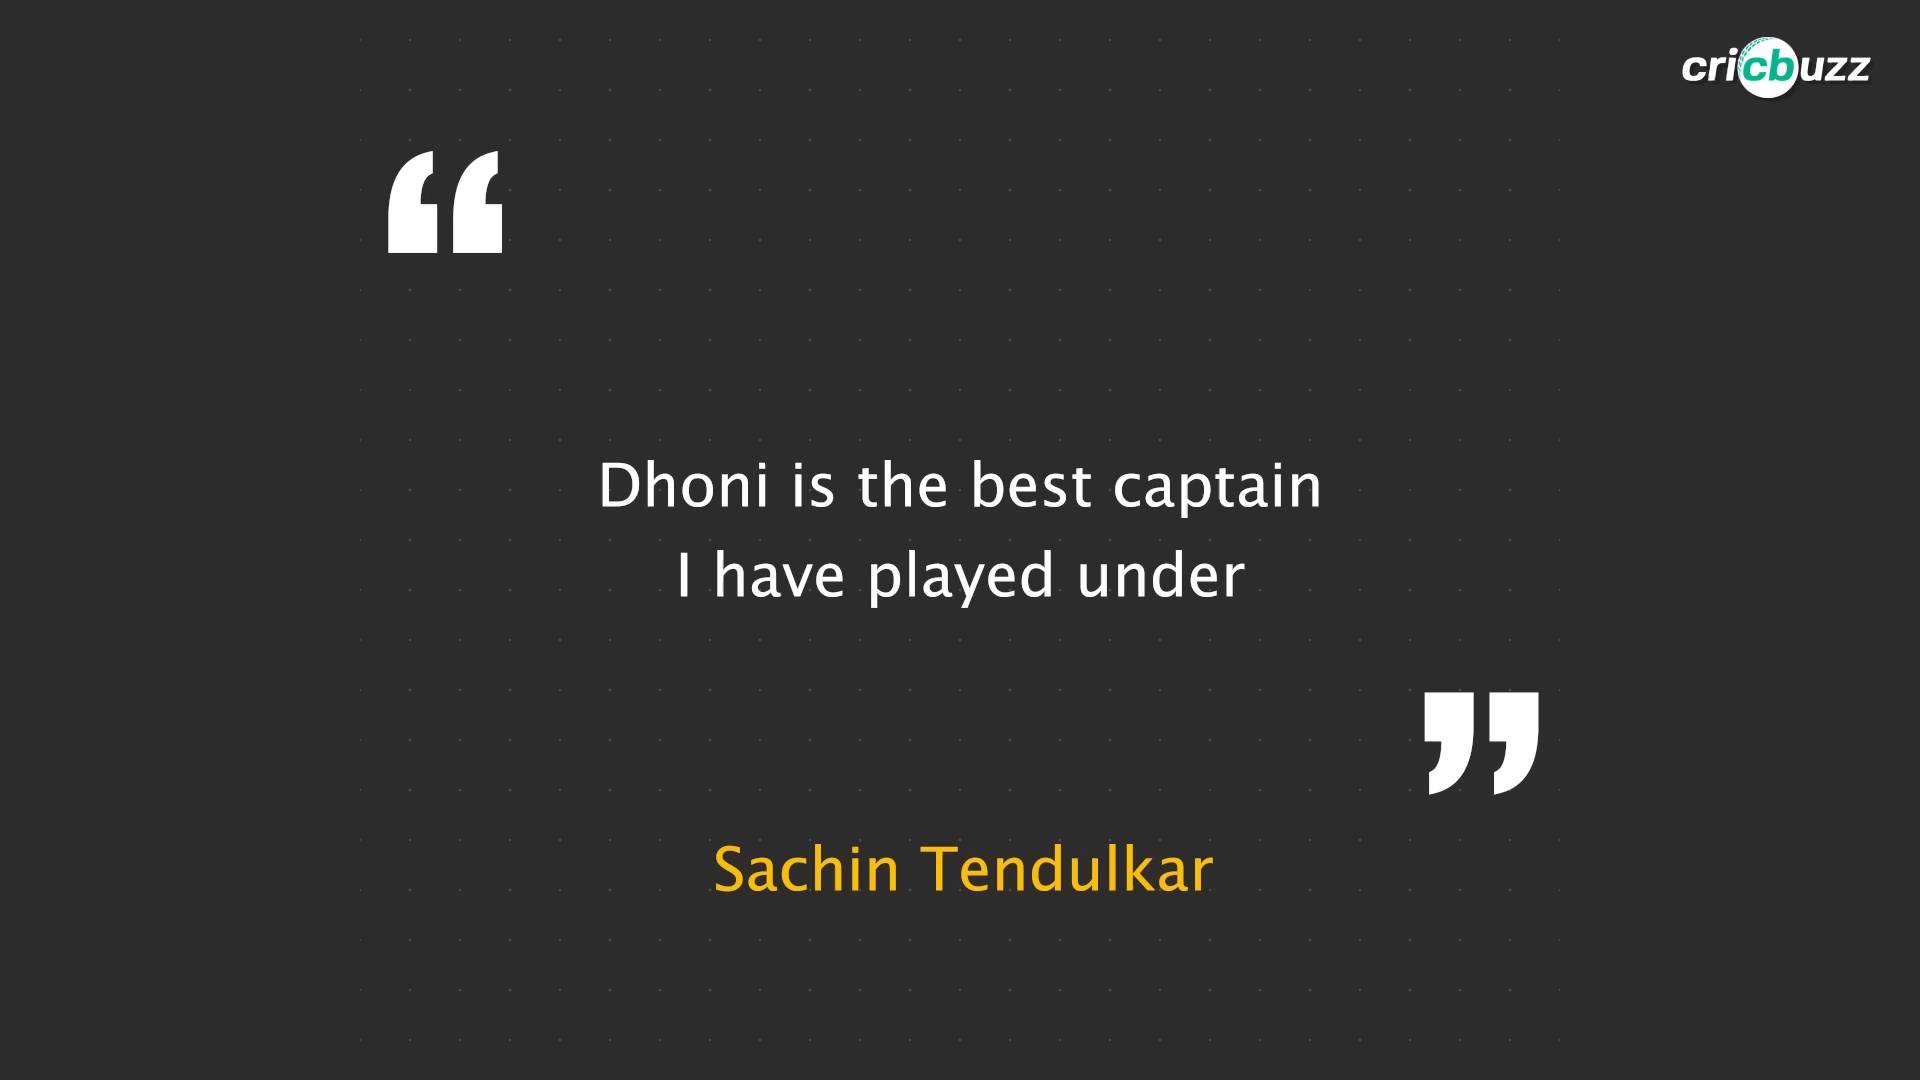 cricbuzz
“
Dhoni is the best captain
I have played under
”
Sachin Tendulkar